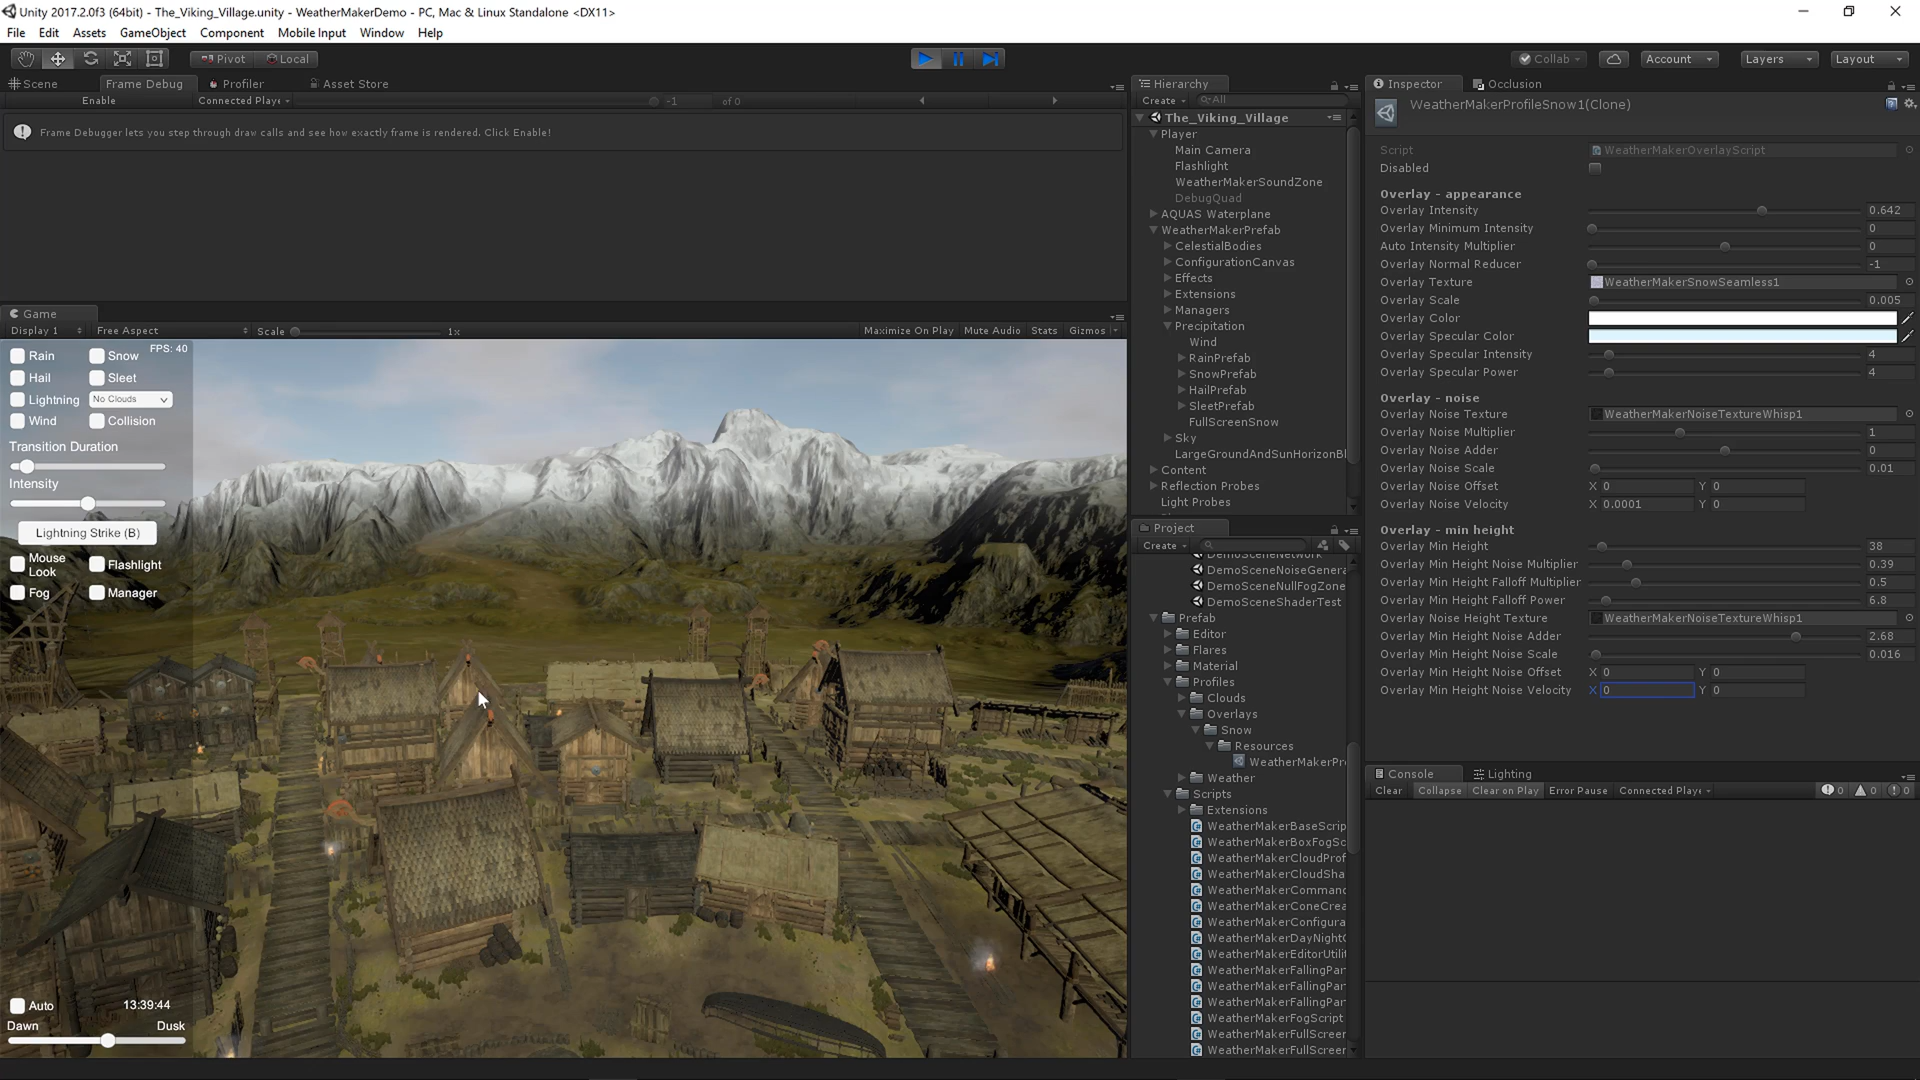 Unity 2017.2.0f3 (64bit) - The_Viking_Village.unity - WeatherMakerDemo - PC, Mac & Linux Standalone <DX11>
File Edit Assets GameObject Component Mobile Input Window Help
Pivot Local Collab Account Layers Layout
Scene Frame Debug Profiler Asset Store
Enable Connected Playe -1 of 0
Frame Debugger lets you step through draw calls and see how exactly frame is rendered. Click Enable!
Game
Display 1 Free Aspect Scale 1x Maximize On Play Mute Audio Stats Gizmos
FPS: 40
Rain Snow
Hail Sleet
Lightning No Clouds
Wind Collision
Transition Duration
Intensity
Lightning Strike (B)
Mouse Look Flashlight
Fog Manager
Auto 13:39:44
Dawn Dusk
Hierarchy
Create All
The_Viking_Village
Player
Main Camera
Flashlight
WeatherMakerSoundZone
DebugQuad
AQUAS Waterplane
WeatherMakerPrefab
CelestialBodies
ConfigurationCanvas
Effects
Extensions
Managers
Precipitation
Wind
RainPrefab
SnowPrefab
HailPrefab
SleetPrefab
FullScreenSnow
Sky
LargeGroundAndSunHorizonBl
Content
Reflection Probes
Light Probes
Project
Create
DemoSceneNetwork
DemoSceneNoiseGenera
DemoSceneNullFogZone
DemoSceneShaderTest
Prefab
Editor
Flares
Material
Profiles
Clouds
Overlays
Snow
Resources
WeatherMakerPr
Weather
Scripts
Extensions
WeatherMakerBaseScrip
WeatherMakerBoxFogSc
WeatherMakerCloudProf
WeatherMakerCloudSha
WeatherMakerCommanc
WeatherMakerConeCrea
WeatherMakerConfigura
WeatherMakerDayNightC
WeatherMakerEditorUtilit
WeatherMakerFallingPar
WeatherMakerFallingPar
WeatherMakerFallingPar
WeatherMakerFogScript
WeatherMakerFullScreer
WeatherMakerFullScreer
Inspector Occlusion
WeatherMakerProfileSnow1(Clone)
Script WeatherMakerOverlayScript
Disabled
Overlay - appearance
Overlay Intensity 0.642
Overlay Minimum Intensity 0
Auto Intensity Multiplier 0
Overlay Normal Reducer -1
Overlay Texture WeatherMakerSnowSeamless1
Overlay Scale 0.005
Overlay Color
Overlay Specular Color
Overlay Specular Intensity 4
Overlay Specular Power 4
Overlay - noise
Overlay Noise Texture WeatherMakerNoiseTextureWhisp1
Overlay Noise Multiplier 1
Overlay Noise Adder 0
Overlay Noise Scale 0.01
Overlay Noise Offset X 0 Y 0
Overlay Noise Velocity X 0.0001 Y 0
Overlay - min height
Overlay Min Height 38
Overlay Min Height Noise Multiplier 0.39
Overlay Min Height Falloff Multiplier 0.5
Overlay Min Height Falloff Power 6.8
Overlay Noise Height Texture WeatherMakerNoiseTextureWhisp1
Overlay Min Height Noise Adder 2.68
Overlay Min Height Noise Scale 0.016
Overlay Min Height Noise Offset X 0 Y 0
Overlay Min Height Noise Velocity X 0 Y 0
Console Lighting
Clear Collapse Clear on Play Error Pause Connected Playe 0 0 0